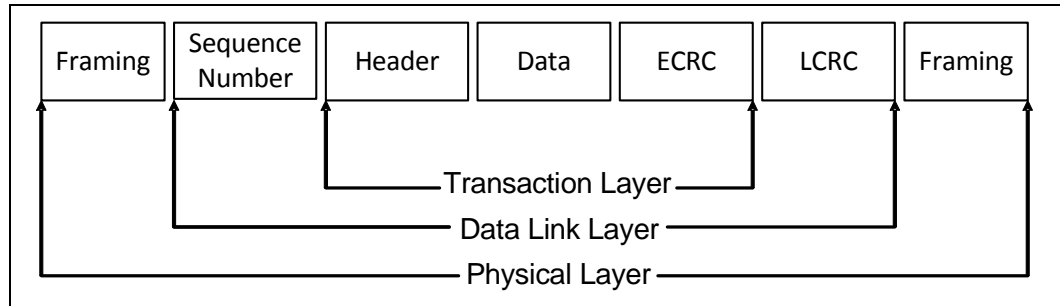 Framing
Sequence
Number
Header
Data
ECRC
LCRC
Framing
Transaction Layer
Data Link Layer
Physical Layer